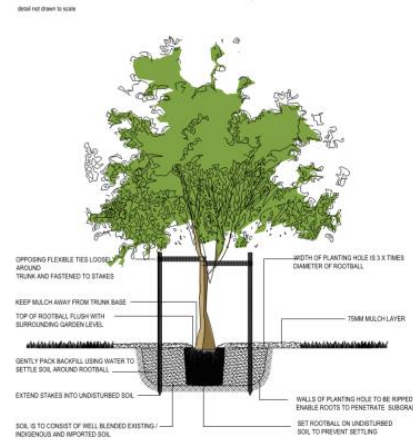 detail not drawn to scale
OPPOSING FLEXIBLE TIES LOOSEL
AROUND
TRUNK AND FASTENED TO STAKES
WIDTH OF PLANTING HOLE IS 3 X TIMES
DIAMETER OF ROOTBALL
KEEP MULCH AWAY FROM TRUNK BASE
TOP OF ROOTBALL FLUSH WITH
SURROUNDING GARDEN LEVEL
75MM MULCH LAYER
GENTLY PACK BACKFILL USING WATER TO
SETTLE SOIL AROUND ROOTBALL
EXTEND STAKES INTO UNDISTURBED SOIL
WALLS OF PLANTING HOLE TO BE RIPPED
ENABLE ROOTS TO PENETRATE SUBGRA
SOIL IS TO CONSIST OF WELL BLENDED EXISTING /
INDIGENOUS AND IMPORTED SOIL
SET ROOTBALL ON UNDISTURBED
SOIL TO PREVENT SETTLING